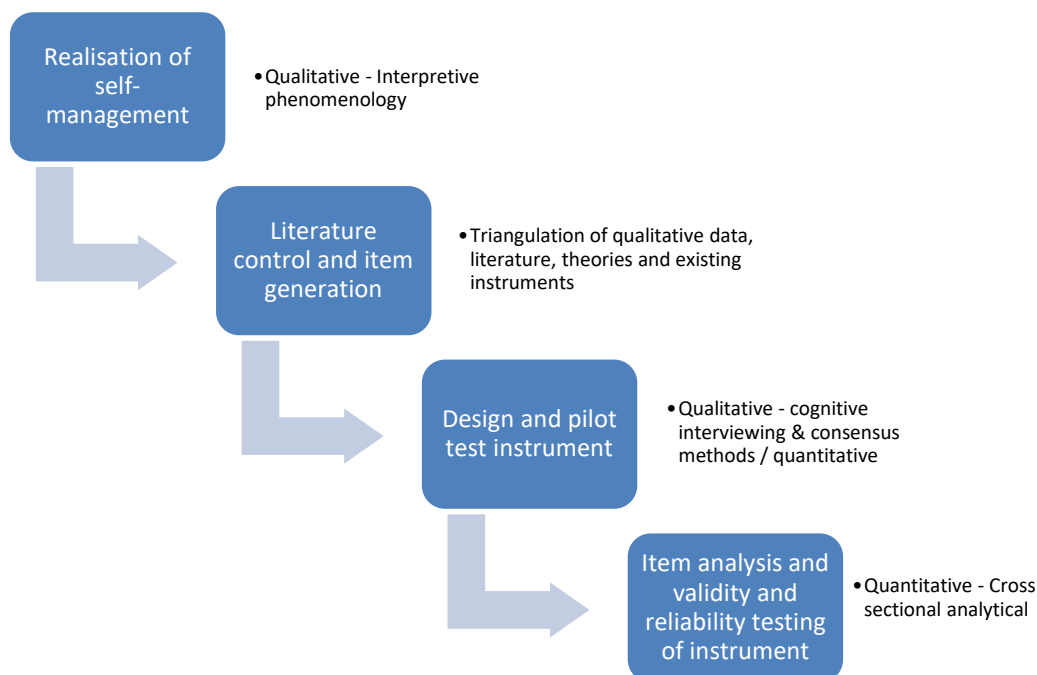 Realisation of
self-
management
•Qualitative - Interpretive
phenomenology
Literature
control and item
generation
•Triangulation of qualitative data,
literature, theories and existing
instruments
Design and pilot
test instrument
•Qualitative - cognitive
interviewing & consensus
methods / quantitative
Item analysis and
validity and
reliability testing
of instrument
•Quantitative - Cross
sectional analytical